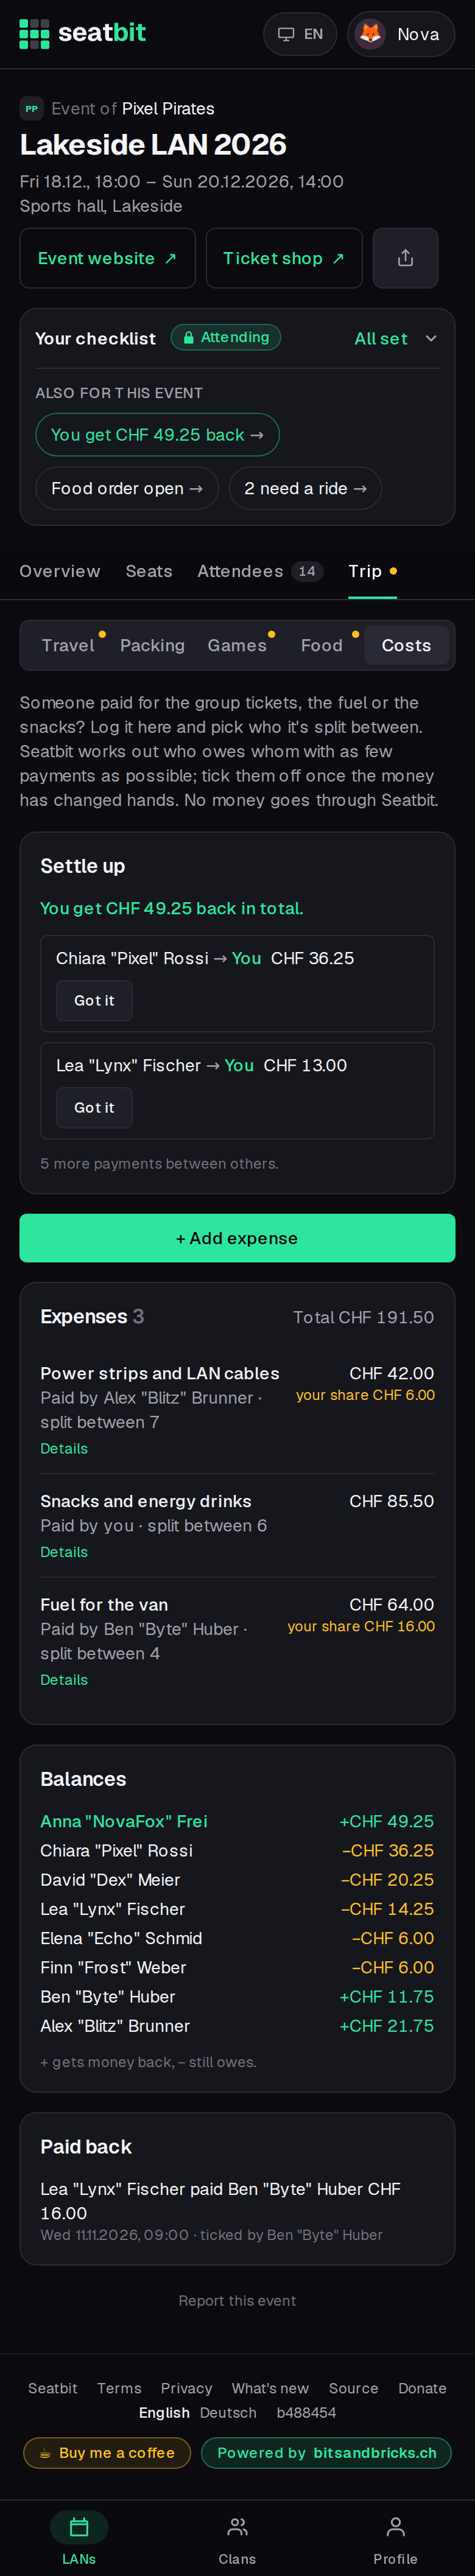 seatbit
EN
Nova
PP Event of Pixel Pirates
Lakeside LAN 2026
Fri 18.12., 18:00 – Sun 20.12.2026, 14:00
Sports hall, Lakeside
Event website ↗
Ticket shop ↗
Your checklist
Attending
All set
ALSO FOR THIS EVENT
You get CHF 49.25 back →
Food order open →
2 need a ride →
Overview
Seats
Attendees 14
Trip
Travel
Packing
Games
Food
Costs
Someone paid for the group tickets, the fuel or the
snacks? Log it here and pick who it's split between.
Seatbit works out who owes whom with as few
payments as possible; tick them off once the money
has changed hands. No money goes through Seatbit.
Settle up
You get CHF 49.25 back in total.
Chiara "Pixel" Rossi → You CHF 36.25
Got it
Lea "Lynx" Fischer → You CHF 13.00
Got it
5 more payments between others.
+ Add expense
Expenses 3
Total CHF 191.50
Power strips and LAN cables
CHF 42.00
Paid by Alex "Blitz" Brunner ·
your share CHF 6.00
split between 7
Details
Snacks and energy drinks
CHF 85.50
Paid by you · split between 6
Details
Fuel for the van
CHF 64.00
Paid by Ben "Byte" Huber ·
your share CHF 16.00
split between 4
Details
Balances
Anna "NovaFox" Frei +CHF 49.25
Chiara "Pixel" Rossi −CHF 36.25
David "Dex" Meier −CHF 20.25
Lea "Lynx" Fischer −CHF 14.25
Elena "Echo" Schmid −CHF 6.00
Finn "Frost" Weber −CHF 6.00
Ben "Byte" Huber +CHF 11.75
Alex "Blitz" Brunner +CHF 21.75
+ gets money back, − still owes.
Paid back
Lea "Lynx" Fischer paid Ben "Byte" Huber CHF
16.00
Wed 11.11.2026, 09:00 · ticked by Ben "Byte" Huber
Report this event
Seatbit Terms Privacy What's new Source Donate
English Deutsch b488454
Buy me a coffee
Powered by bitsandbricks.ch
LANs
Clans
Profile